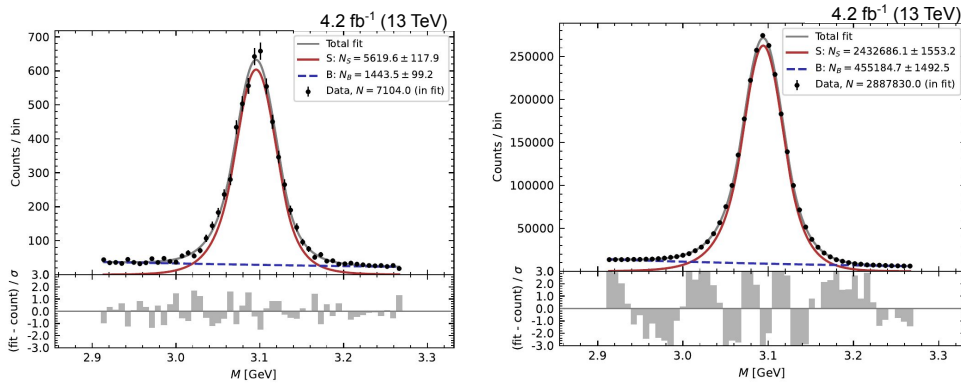 4.2 fb⁻¹ (13 TeV)
700
600
500
400
300
200
100
Counts / bin
Total fit
S: N_S = 5619.6 ± 117.9
B: N_B = 1443.5 ± 99.2
Data, N = 7104.0 (in fit)
3.0
2.0
1.0
0.0
-1.0
-2.0
-3.0
(fit - count) / σ
2.9
3.0
3.1
3.2
3.3
M [GeV]
4.2 fb⁻¹ (13 TeV)
250000
200000
150000
100000
50000
Counts / bin
Total fit
S: N_S = 2432686.1 ± 1553.2
B: N_B = 455184.7 ± 1492.5
Data, N = 2887830.0 (in fit)
3.0
2.0
1.0
0.0
-1.0
-2.0
-3.0
(fit - count) / σ
2.9
3.0
3.1
3.2
3.3
M [GeV]